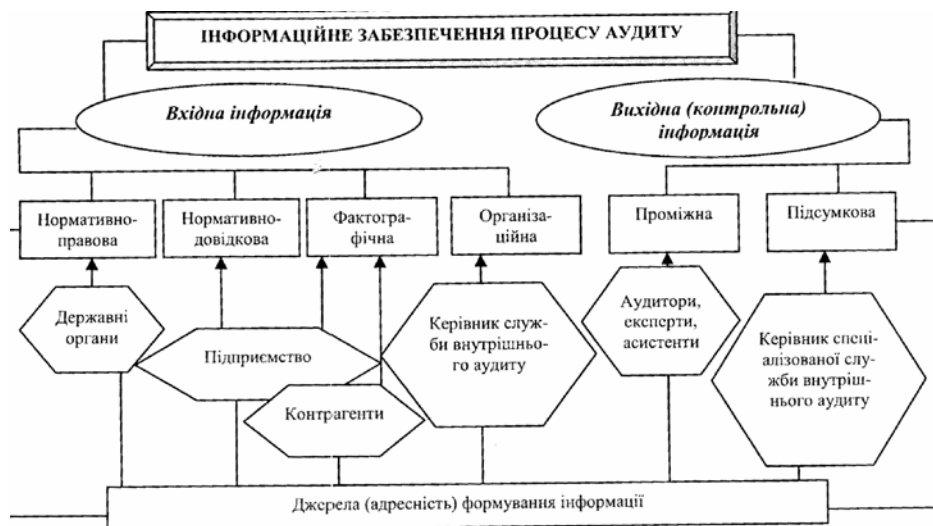 ІНФОРМАЦІЙНЕ ЗАБЕЗПЕЧЕННЯ ПРОЦЕСУ АУДИТУ
Вхідна інформація
Вихідна (контрольна)
інформація
Нормативно-
правова
Нормативно-
довідкова
Фактогра-
фічна
Організа-
ційна
Проміжна
Підсумкова
Державні
органи
Підприємство
Контрагенти
Керівник служ-
би внутрішньо-
го аудиту
Аудитори,
експерти,
асистенти
Керівник спеці-
алізованої слу-
жби внутріш-
нього аудиту
Джерела (адресність) формування інформації